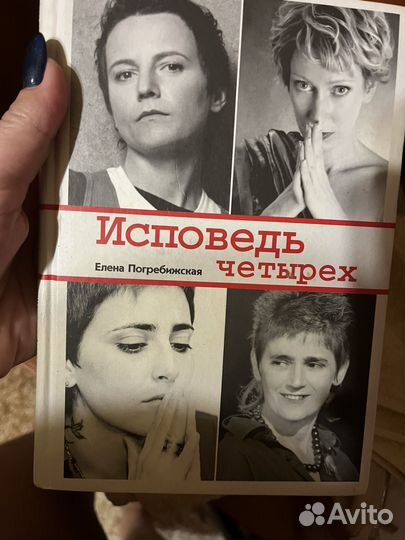 Исповедь
Елена Погребижская
четырех
Avito